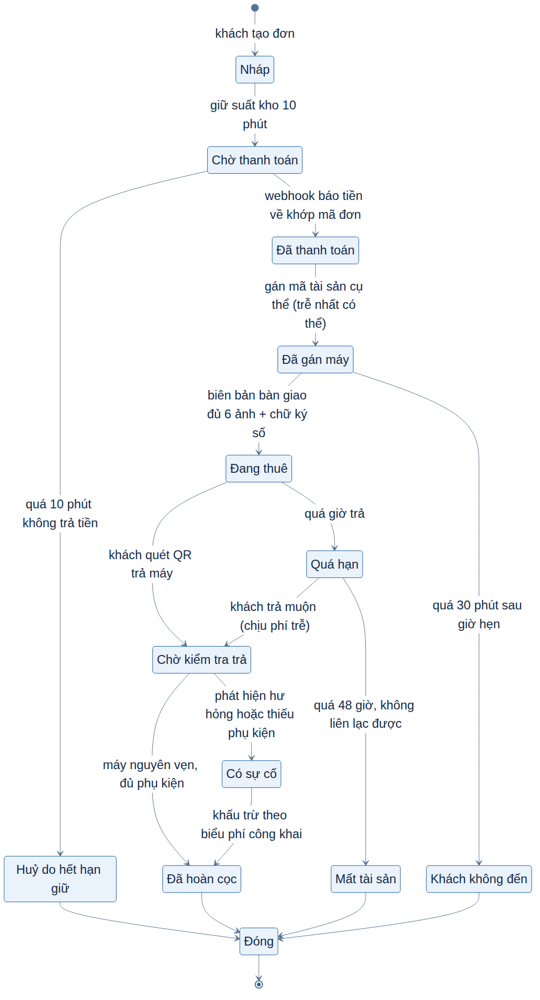 khách tạo đơn
Nháp
giữ suất kho 10
phút
Chờ thanh toán
webhook báo tiền
về khớp mã đơn
Đã thanh toán
gán mã tài sản cụ
thể (trễ nhất có
thể)
Đã gán máy
biên bản bàn giao
đủ 6 ảnh + chữ ký
số
Đang thuê
quá 10 phút
không trả tiền
quá giờ trả
khách quét QR
trả máy
Quá hạn
khách trả muộn
(chịu phí trễ)
quá 30 phút sau
giờ hẹn
Chờ kiểm tra trả
phát hiện hư
hỏng hoặc thiếu
phụ kiện
quá 48 giờ, không
liên lạc được
máy nguyên vẹn,
đủ phụ kiện
Có sự cố
khấu trừ theo
biểu phí công khai
Huỷ do hết hạn
giữ
Đã hoàn cọc
Mất tài sản
Khách không đến
Đóng